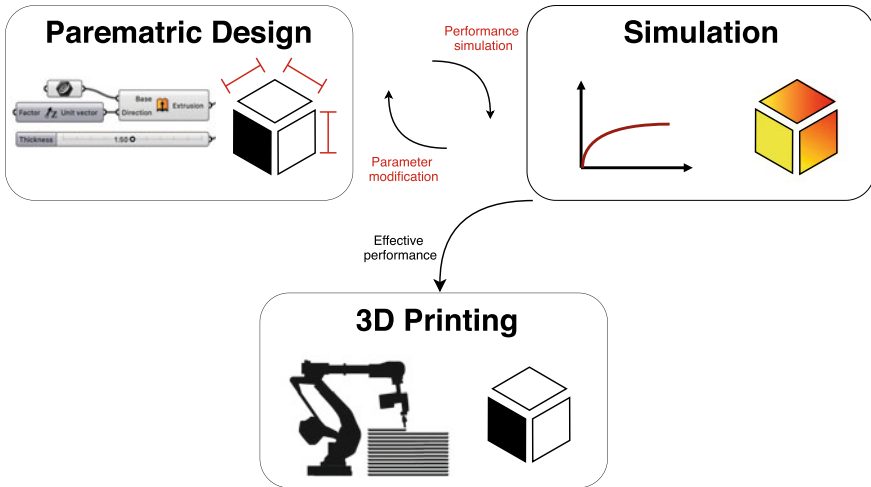 Parematric Design
Performance
simulation
Simulation
Base
Factor
Unit vector
Direction
Extrusion
Thickness
1.50
Parameter
modification
Effective
performance
3D Printing